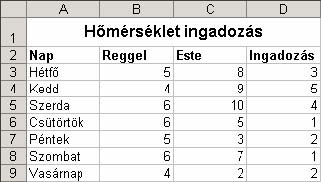 A B C D
1 Hőmérséklet ingadozás
2 Nap Reggel Este Ingadozás
3 Hétfő 5 8 3
4 Kedd 4 9 5
5 Szerda 6 10 4
6 Csütörtök 6 5 1
7 Péntek 5 3 2
8 Szombat 6 7 1
9 Vasárnap 4 2 2